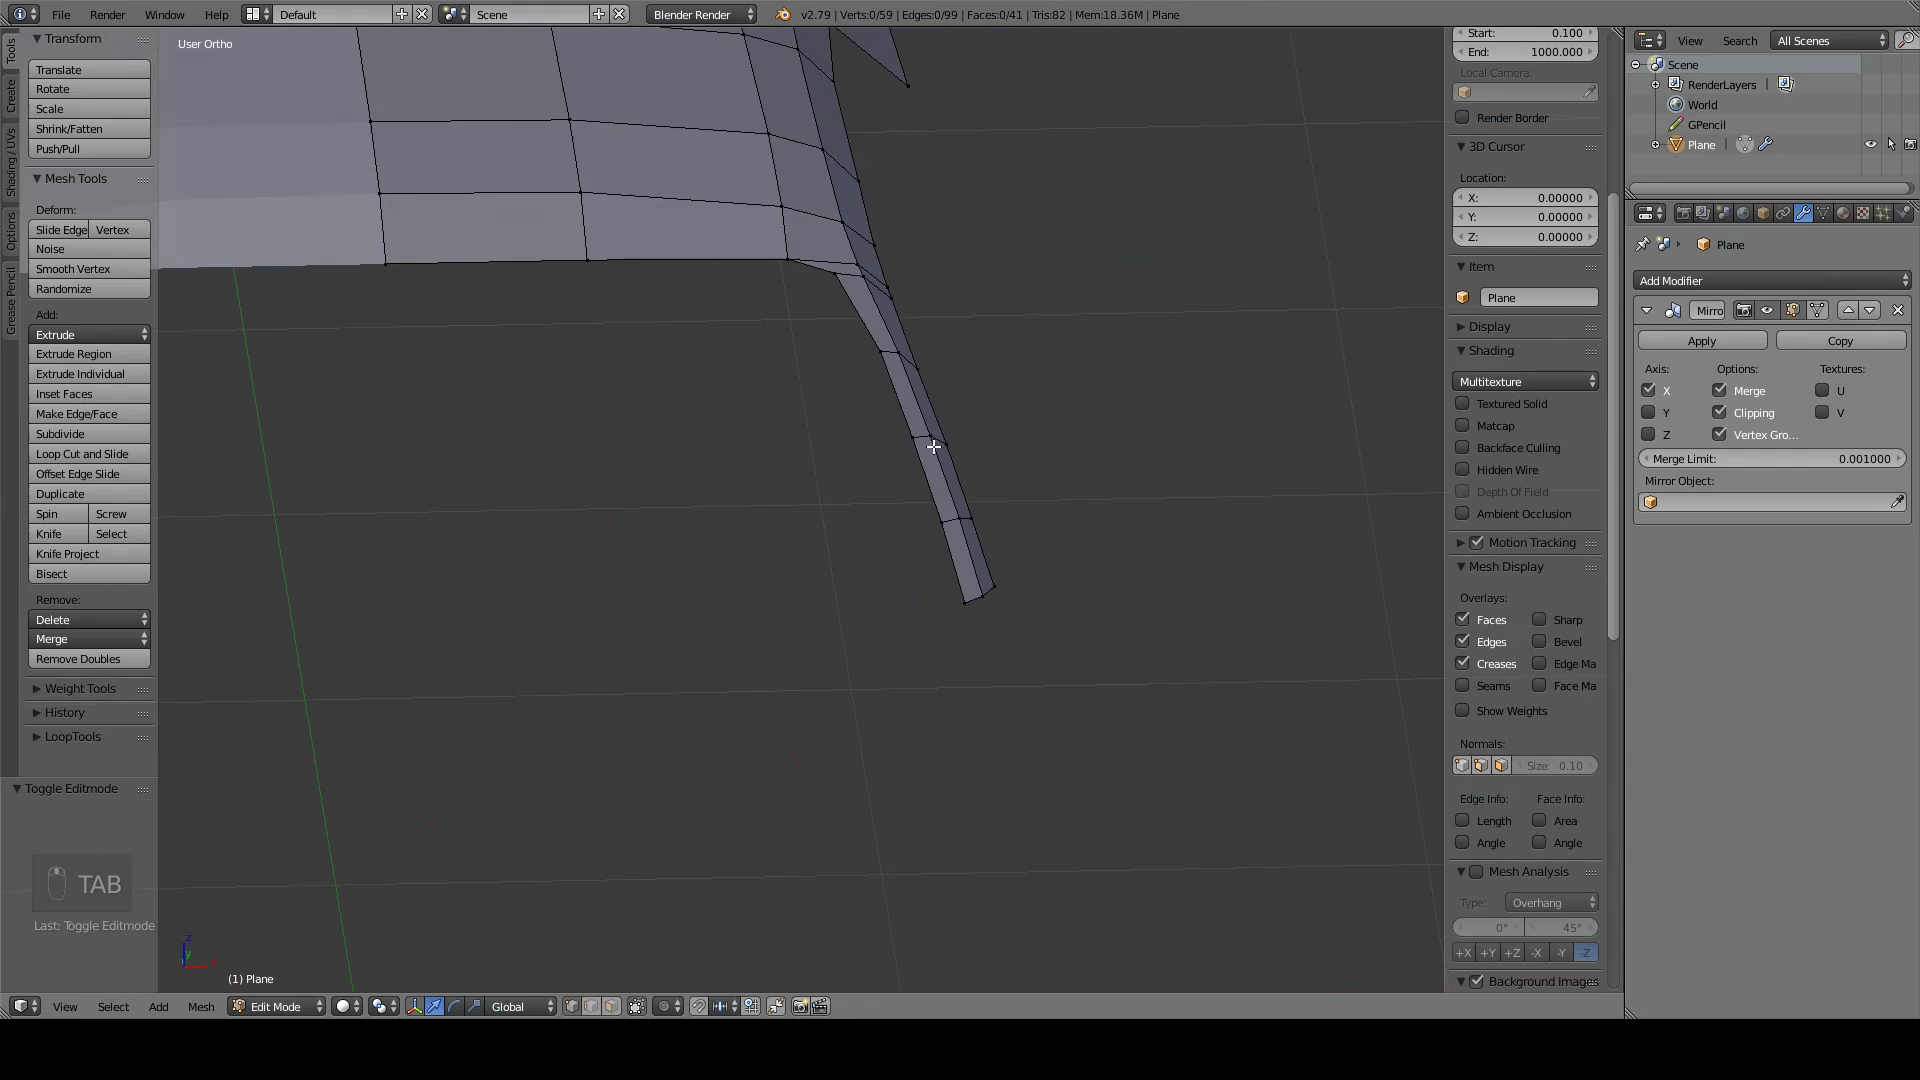 File Render Window Help Default Scene Blender Render v2.79 | Verts:0/59 | Edges:0/99 | Faces:0/41 | Tris:82 | Mem:18.36M | Plane
Tools
Create
Shading / UVs
Options
Grease Pencil
Transform
Translate
Rotate
Scale
Shrink/Fatten
Push/Pull
Mesh Tools
Deform:
Slide Edge Vertex
Noise
Smooth Vertex
Randomize
Add:
Extrude
Extrude Region
Extrude Individual
Inset Faces
Make Edge/Face
Subdivide
Loop Cut and Slide
Offset Edge Slide
Duplicate
Spin Screw
Knife Select
Knife Project
Bisect
Remove:
Delete
Merge
Remove Doubles
Weight Tools
History
LoopTools
Toggle Editmode
TAB
Last: Toggle Editmode
User Ortho
z
y
(1) Plane
View Select Add Mesh Edit Mode Global
Start: 0.100
End: 1000.000
Local Camera:
Render Border
3D Cursor
Location:
X: 0.00000
Y: 0.00000
Z: 0.00000
Item
Plane
Display
Shading
Multitexture
Textured Solid
Matcap
Backface Culling
Hidden Wire
Depth Of Field
Ambient Occlusion
Motion Tracking
Mesh Display
Overlays:
Faces Sharp
Edges Bevel
Creases Edge Ma
Seams Face Ma
Show Weights
Normals:
Size: 0.10
Edge Info: Face Info:
Length Area
Angle Angle
Mesh Analysis
Type: Overhang
0° 45°
+X +Y +Z -X -Y -Z
Background Images
View Search All Scenes
Scene
RenderLayers
World
GPencil
Plane
Plane
Add Modifier
Mirro
Apply Copy
Axis: Options: Textures:
X Merge U
Y Clipping V
Z Vertex Gro...
Merge Limit: 0.001000
Mirror Object: